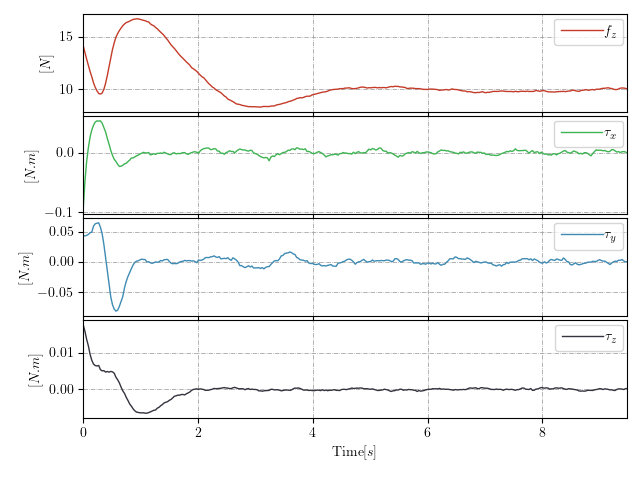 15
10
[N]
f_z
0.0
−0.1
[N.m]
τ_x
0.05
0.00
−0.05
[N.m]
τ_y
0.01
0.00
[N.m]
τ_z
0 2 4 6 8
Time[s]